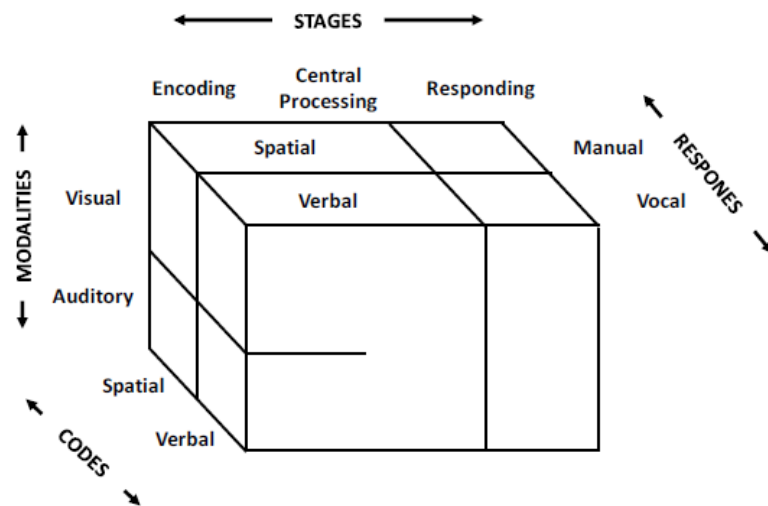 STAGES
Encoding
Central
Processing
Responding
Spatial
Manual
Verbal
Vocal
RESPONES
MODALITIES
Visual
Auditory
Spatial
Verbal
CODES